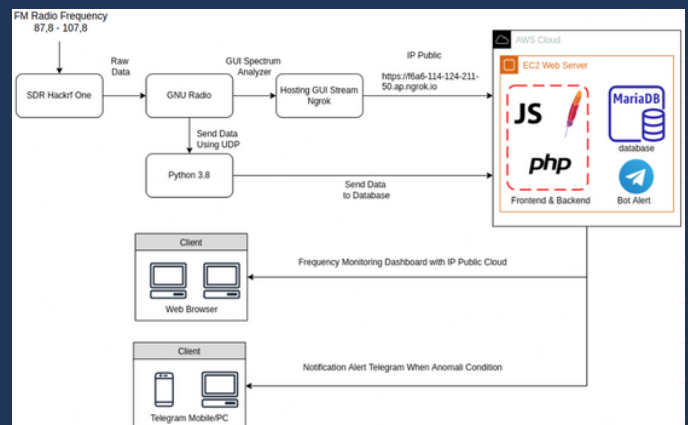 FM Radio Frequency
87,8 - 107,8
SDR Hackrf One
Raw
Data
GNU Radio
GUI Spectrum
Analyzer
Hosting GUI Stream
Ngrok
IP Public
https://f6a6-114-124-211-
50.ap.ngrok.io
Send Data
Using UDP
Python 3.8
Send Data
to Database
AWS Cloud
EC2 Web Server
JS
php
Frontend & Backend
MariaDB
database
Bot Alert
Client
Web Browser
Frequency Monitoring Dashboard with IP Public Cloud
Client
Telegram Mobile/PC
Notification Alert Telegram When Anomali Condition